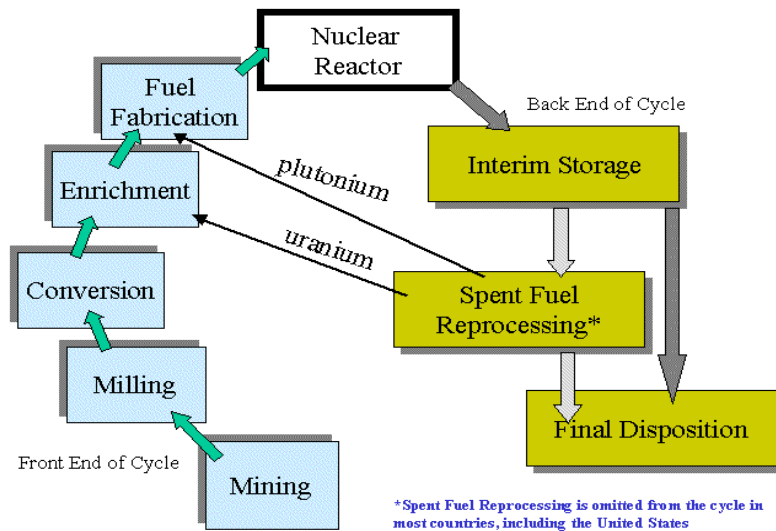 Nuclear
Reactor
Fuel
Fabrication
Back End of Cycle
Interim Storage
plutonium
Enrichment
uranium
Conversion
Spent Fuel
Reprocessing*
Milling
Final Disposition
Front End of Cycle
Mining
*Spent Fuel Reprocessing is omitted from the cycle in
most countries, including the United States